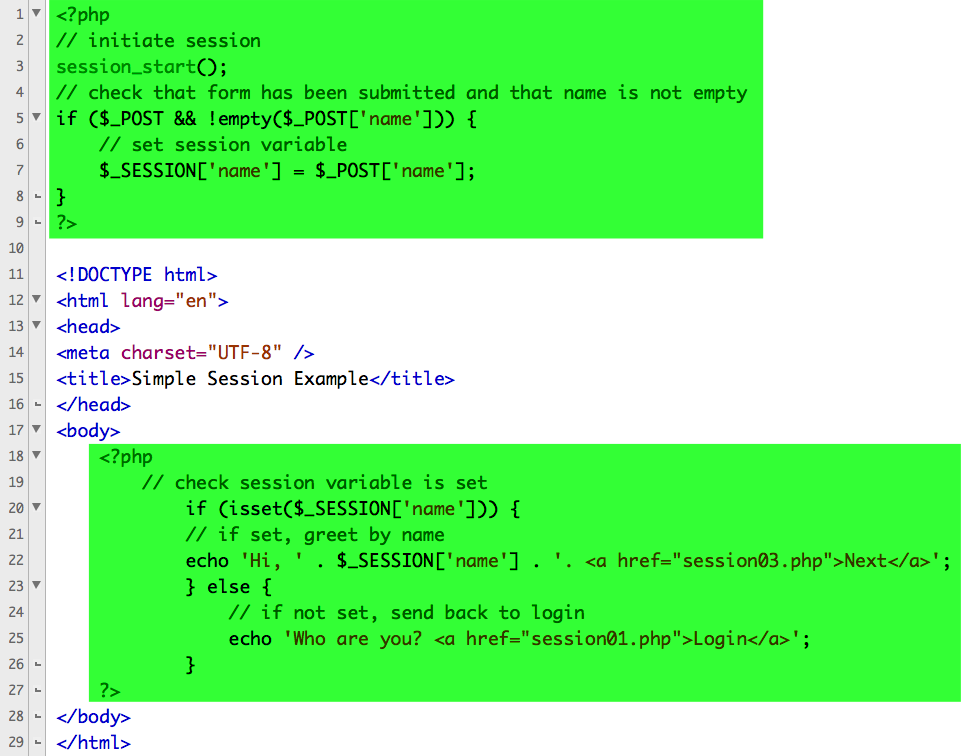 1 <?php
2 // initiate session
3 session_start();
4 // check that form has been submitted and that name is not empty
5 if ($_POST && !empty($_POST['name'])) {
6     // set session variable
7     $_SESSION['name'] = $_POST['name'];
8 }
9 ?>
10
11 <!DOCTYPE html>
12 <html lang="en">
13 <head>
14 <meta charset="UTF-8" />
15 <title>Simple Session Example</title>
16 </head>
17 <body>
18     <?php
19         // check session variable is set
20             if (isset($_SESSION['name'])) {
21             // if set, greet by name
22             echo 'Hi, ' . $_SESSION['name'] . '. <a href="session03.php">Next</a>';
23             } else {
24                 // if not set, send back to login
25                 echo 'Who are you? <a href="session01.php">Login</a>';
26             }
27     ?>
28 </body>
29 </html>